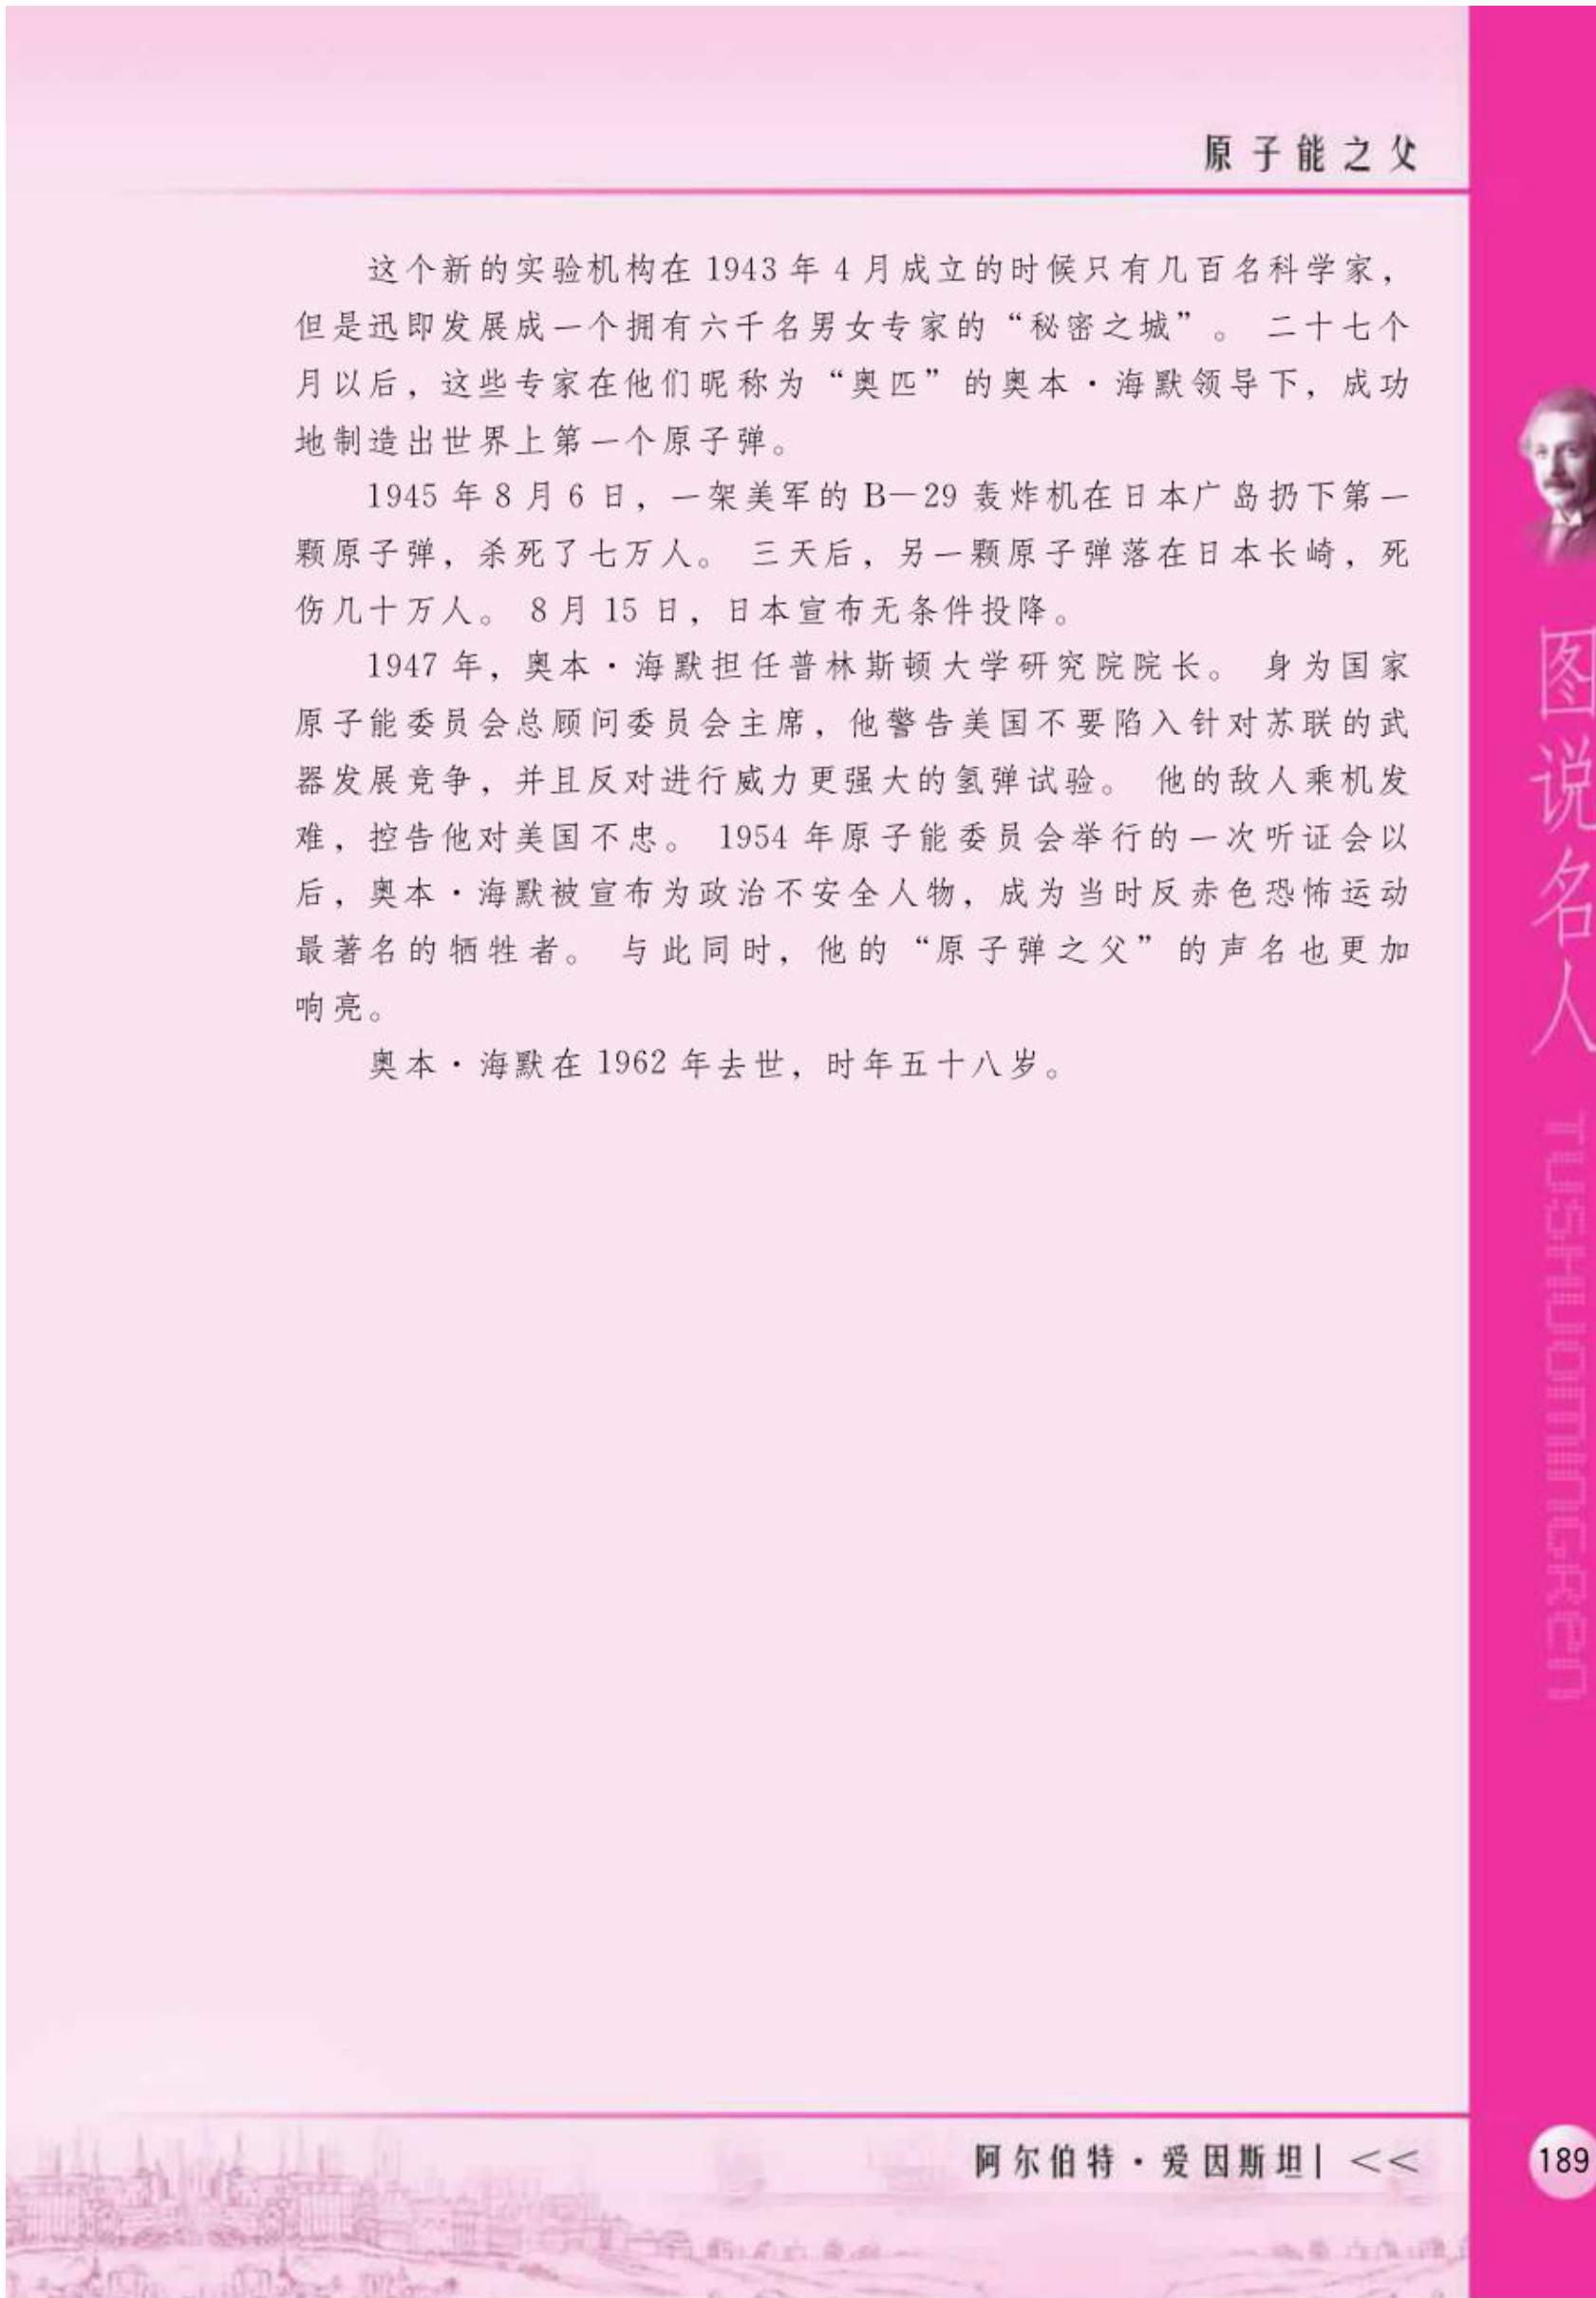 原子能之父
这个新的实验机构在 1943 年 4 月成立的时候只有几百名科学家，
但是迅即发展成一个拥有六千名男女专家的“秘密之城”。 二十七个
月以后，这些专家在他们昵称为“奥匹”的奥本·海默领导下，成功
地制造出世界上第一个原子弹。
1945 年 8 月 6 日，一架美军的 B—29 轰炸机在日本广岛扔下第一
颗原子弹，杀死了七万人。 三天后，另一颗原子弹落在日本长崎，死
伤几十万人。 8 月 15 日，日本宣布无条件投降。
1947 年，奥本·海默担任普林斯顿大学研究院院长。 身为国家
原子能委员会总顾问委员会主席，他警告美国不要陷入针对苏联的武
器发展竞争，并且反对进行威力更强大的氢弹试验。 他的敌人乘机发
难，控告他对美国不忠。 1954 年原子能委员会举行的一次听证会以
后，奥本·海默被宣布为政治不安全人物，成为当时反赤色恐怖运动
最著名的牺牲者。 与此同时，他的“原子弹之父”的声名也更加
响亮。
奥本·海默在 1962 年去世，时年五十八岁。
图说名人
TUSHUOMINGREN
阿尔伯特·爱因斯坦| <<
189